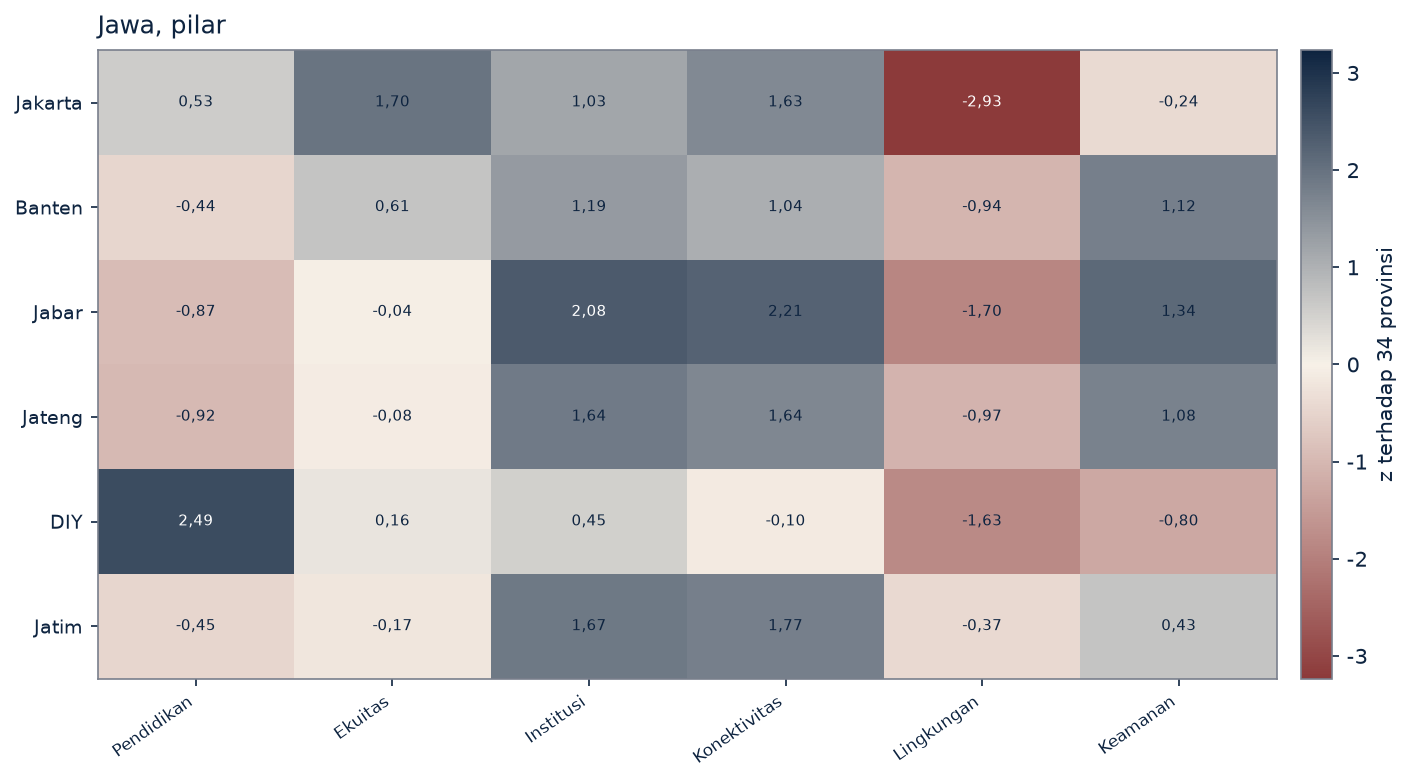 Jawa, pilar
Jakarta 0,53 1,70 1,03 1,63 -2,93 -0,24
Banten -0,44 0,61 1,19 1,04 -0,94 1,12
Jabar -0,87 -0,04 2,08 2,21 -1,70 1,34
Jateng -0,92 -0,08 1,64 1,64 -0,97 1,08
DIY 2,49 0,16 0,45 -0,10 -1,63 -0,80
Jatim -0,45 -0,17 1,67 1,77 -0,37 0,43
Pendidikan Ekuitas Institusi Konektivitas Lingkungan Keamanan
3
2
1
0
-1
-2
-3
z terhadap 34 provinsi